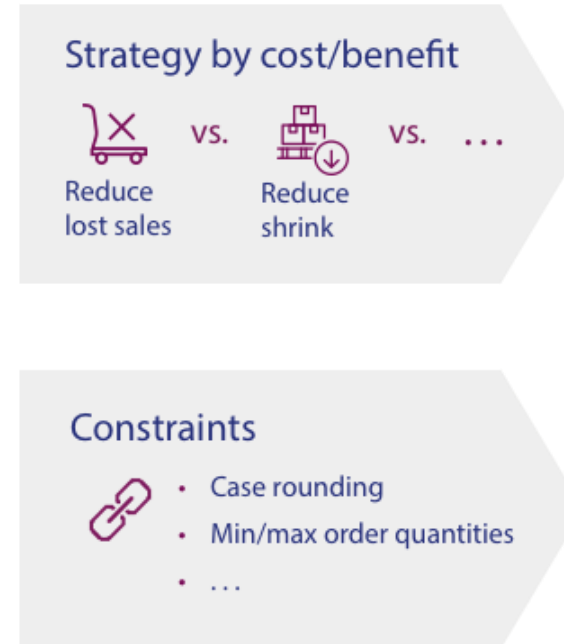 Strategy by cost/benefit
vs. vs. ...
Reduce Reduce
lost sales shrink
Constraints
• Case rounding
• Min/max order quantities
• ...